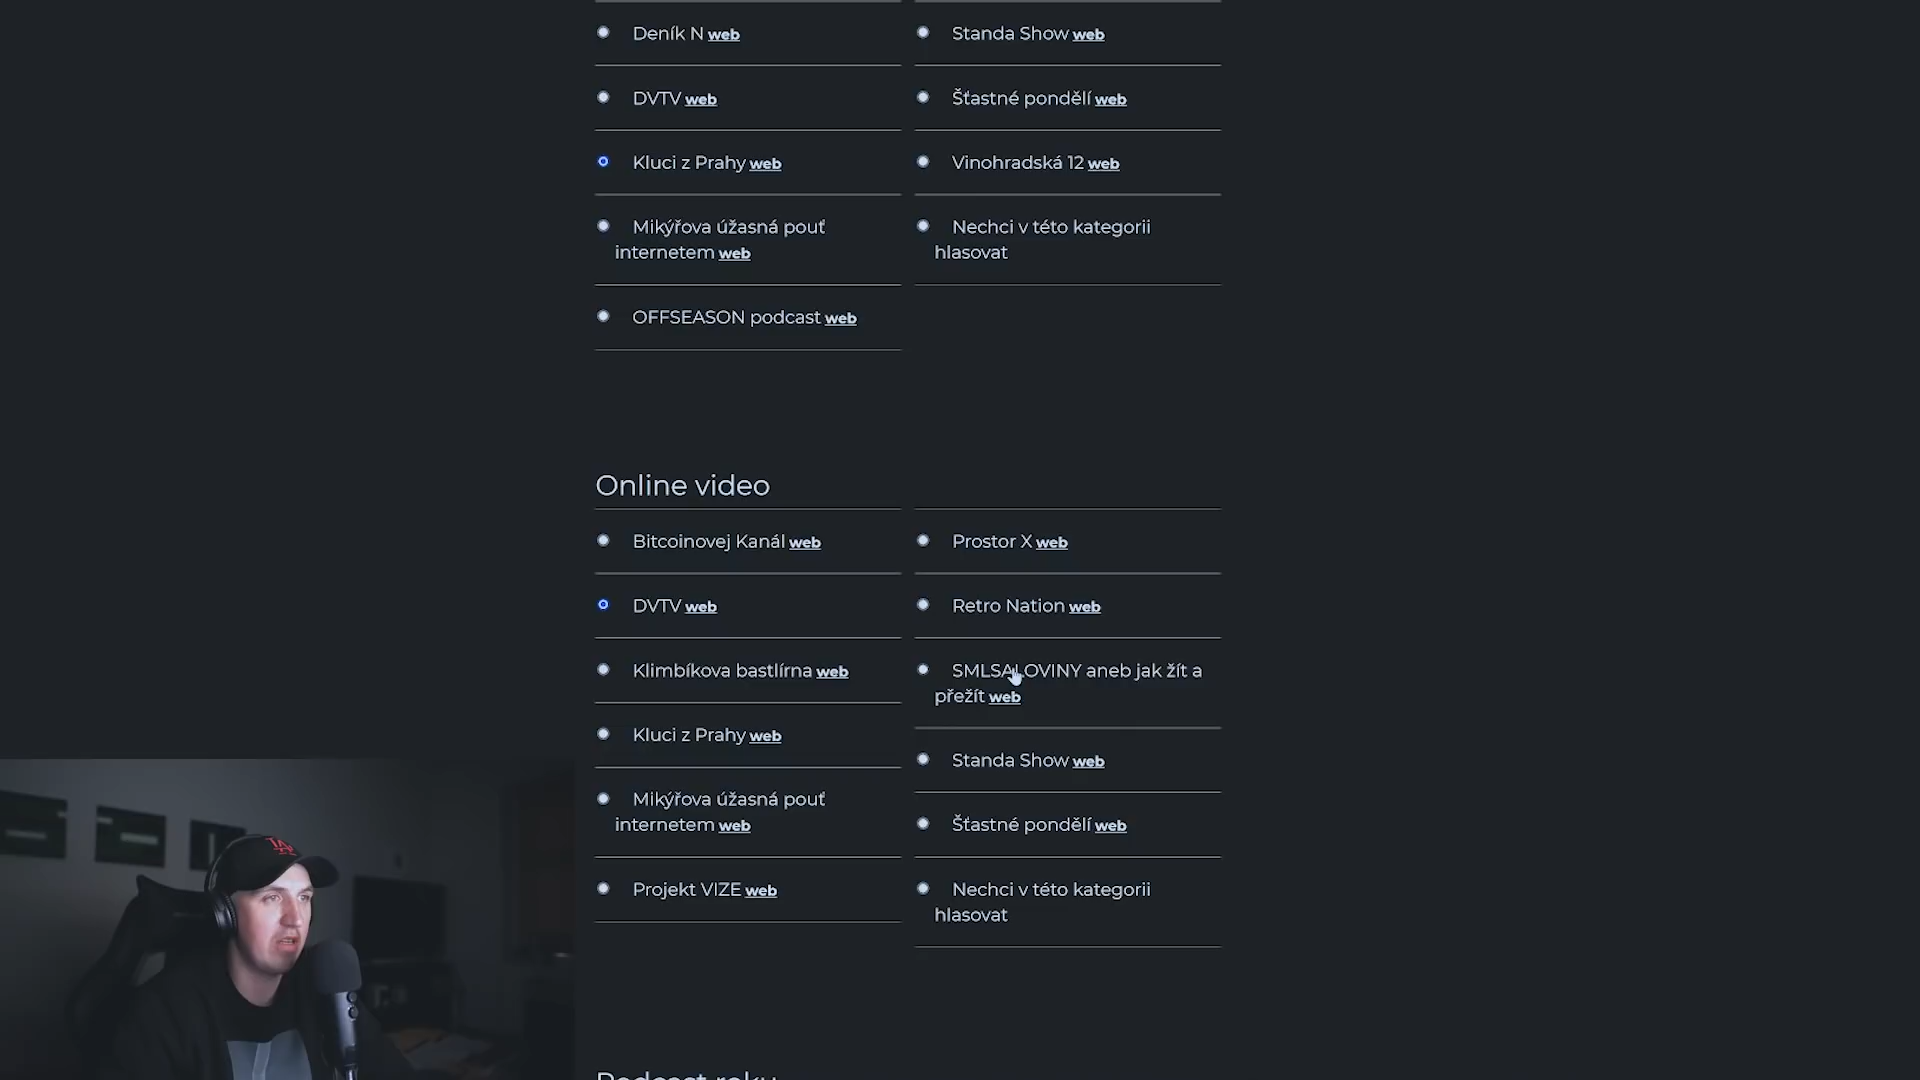 Deník N web
DVTV web
Kluci z Prahy web
Mikýřova úžasná pouť
internetem web
OFFSEASON podcast web
Standa Show web
Šťastné pondělí web
Vinohradská 12 web
Nechci v této kategorii
hlasovat
Online video
Bitcoinovej Kanál web
DVTV web
Klimbíkova bastlírna web
Kluci z Prahy web
Mikýřova úžasná pouť
internetem web
Projekt VIZE web
Prostor X web
Retro Nation web
SMLSALOVINY aneb jak žít a
přežít web
Standa Show web
Šťastné pondělí web
Nechci v této kategorii
hlasovat
Podcast roku
LA